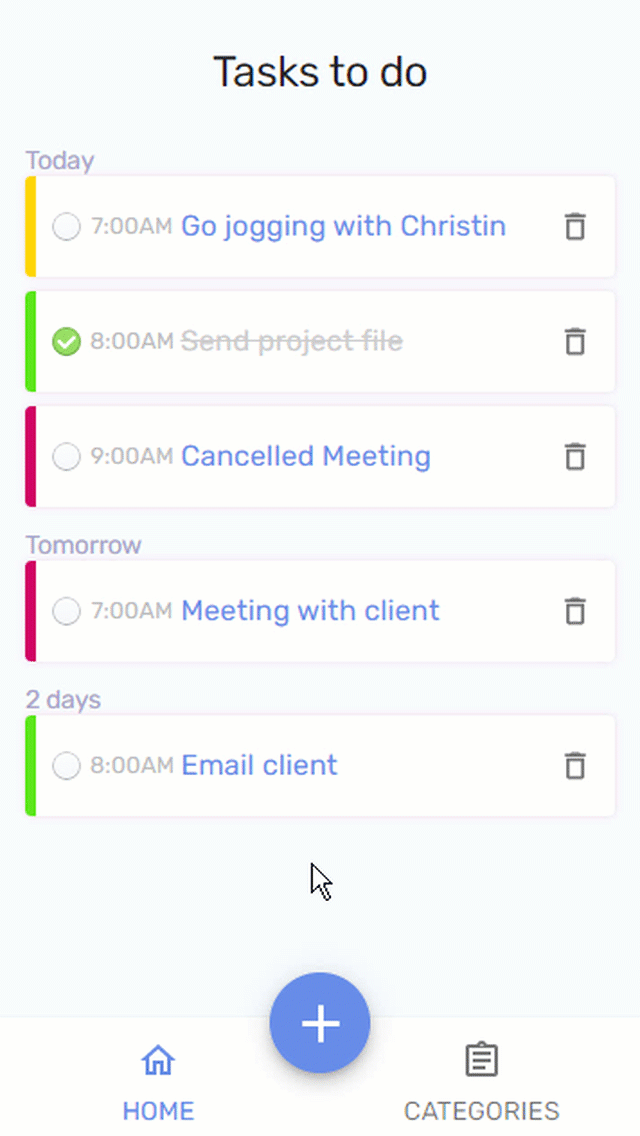 Tasks to do
Today
7:00AM Go jogging with Christin
8:00AM Send project file
9:00AM Cancelled Meeting
Tomorrow
7:00AM Meeting with client
2 days
8:00AM Email client
HOME
CATEGORIES